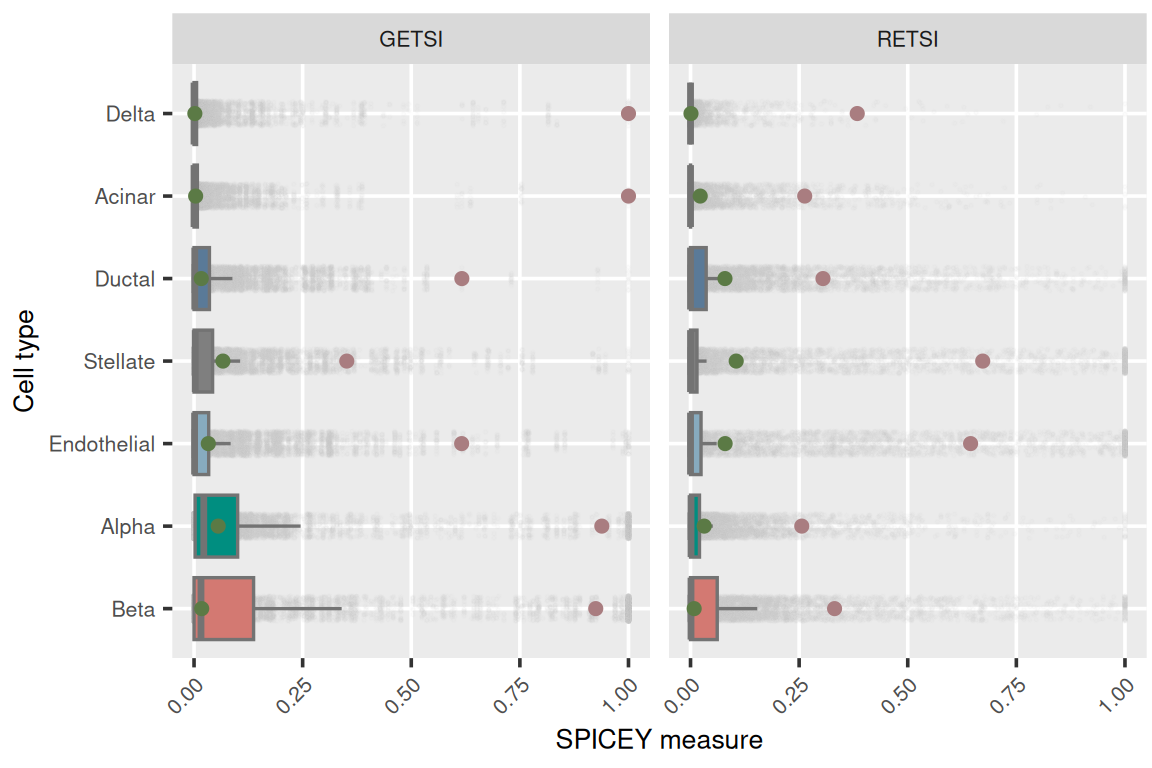 GETSI
RETSI
Cell type
Delta
Acinar
Ductal
Stellate
Endothelial
Alpha
Beta
0.00 0.25 0.50 0.75 1.00
0.00 0.25 0.50 0.75 1.00
SPICEY measure